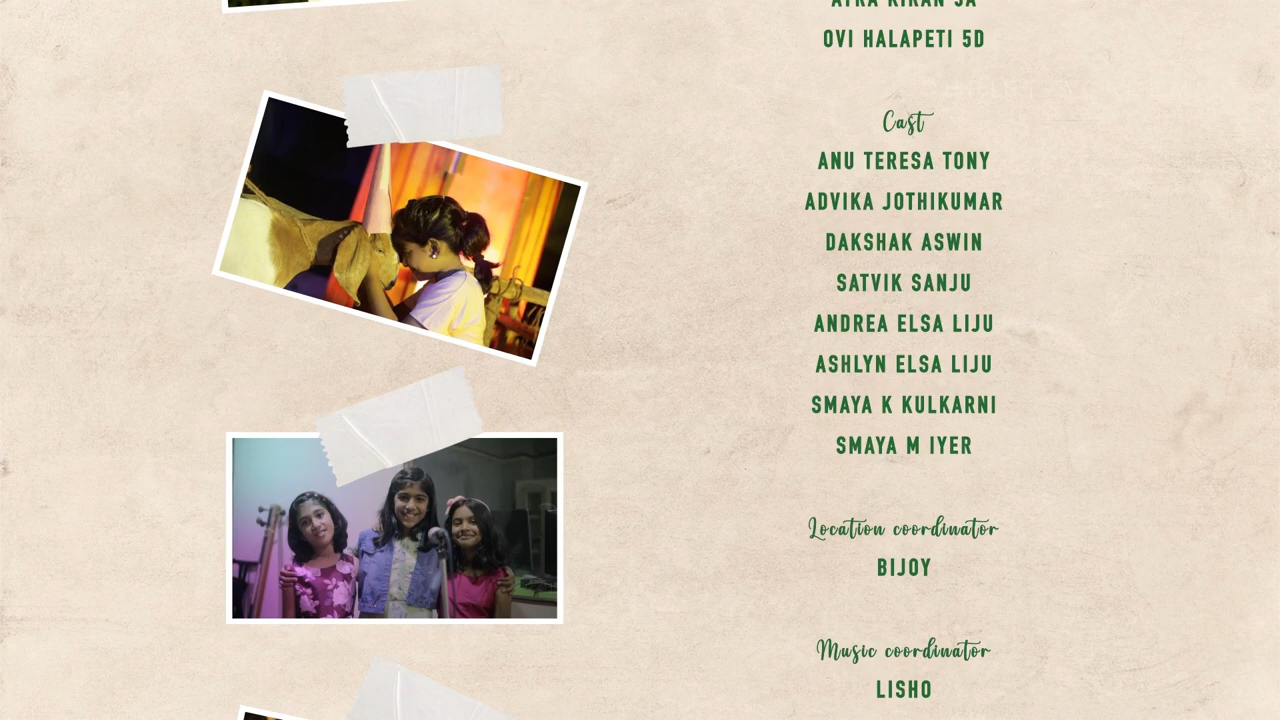 OVI HALAPETI 5D
Cast
ANU TERESA TONY
ADVIKA JOTHIKUMAR
DAKSHAK ASWIN
SATVIK SANJU
ANDREA ELSA LIJU
ASHLYN ELSA LIJU
SMAYA K KULKARNI
SMAYA M IYER
Location coordinator
BIJOY
Music coordinator
LISHO